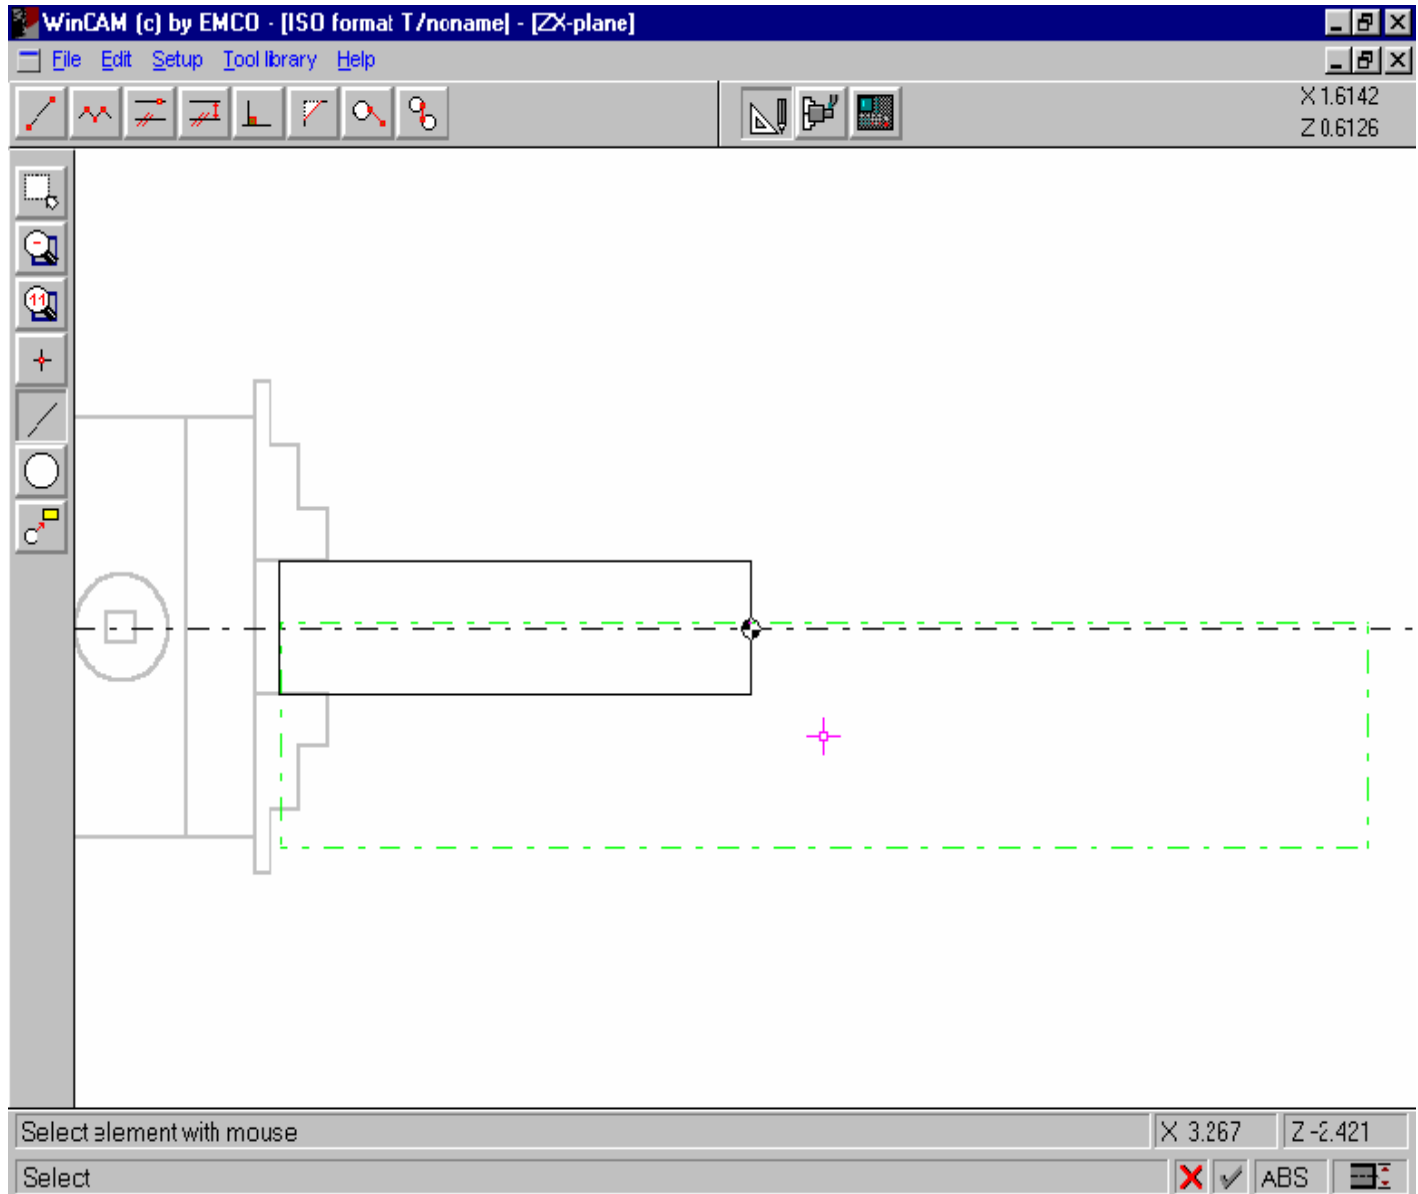 WinCAM (c) by EMCO - [ISO format T/noname] - [ZX-plane]
File Edit Setup Tool library Help
X 1.6142
Z 0.6126
11
Select element with mouse
X 3.267 Z -2.421
Select
ABS